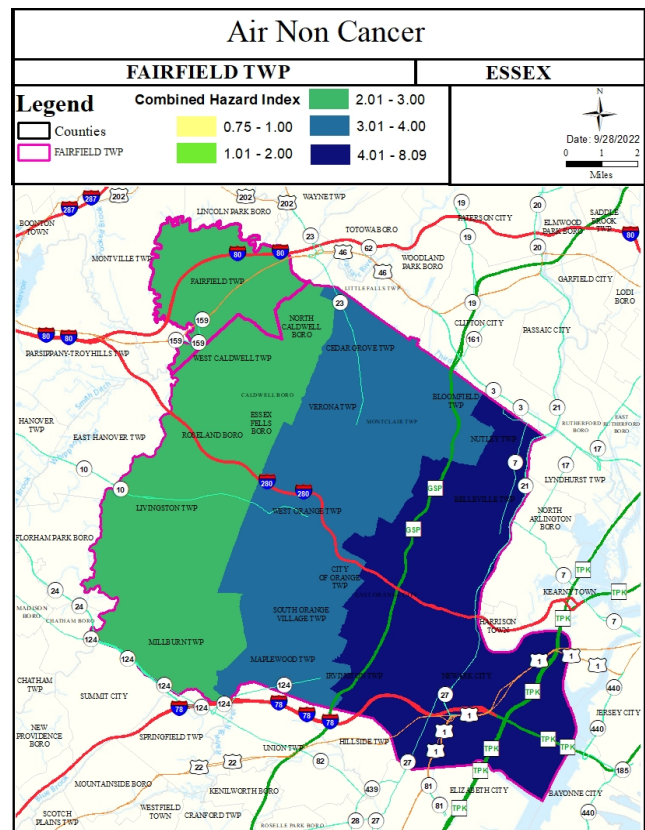 Air Non Cancer
FAIRFIELD TWP
ESSEX
Legend
Counties
FAIRFIELD TWP
Combined Hazard Index
0.75 - 1.00
1.01 - 2.00
2.01 - 3.00
3.01 - 4.00
4.01 - 8.09
N
Date: 9/28/2022
0 1 2
Miles
287 287 202 LINCOLN PARK BORO 202 202 WAYNE TWP
BOONTON TOWN
MONTVILLE TWP
23 TOTOWA BORO 62
19 PATERSON CITY 20 ELMWOOD PARK BORO
SADDLE BROOK TWP
19 20 80
80 80 46 46 WOODLAND PARK BORO
GARFIELD CITY
LODI BORO
FAIRFIELD TWP
LITTLE FALLS TWP
23 19
159 NORTH CALDWELL BORO
CLIFTON CITY
161
PASSAIC CITY
80 80 159 159
PARSIPPANY-TROY HILLS TWP
WEST CALDWELL TWP
CEDAR GROVE TWP
3 3
CALDWELL BORO
VERONA TWP
BLOOMFIELD TWP
MONTCLAIR TWP
21
RUTHERFORD BORO
EAST RUTHERFORD BORO
ESSEX FELLS BORO
ROSELAND BORO
NUTLEY TWP
HANOVER TWP
EAST HANOVER TWP
17 17
LYNDHURST TWP
10 10
280 280
7 21
BELLEVILLE TWP
GSP
LIVINGSTON TWP
WEST ORANGE TWP
NORTH ARLINGTON BORO
GSP
FLORHAM PARK BORO
CITY OF ORANGE TWP
TPK
7 KEARNY TOWN TPK
24 24
MADISON BORO
CHATHAM BORO
SOUTH ORANGE VILLAGE TWP
HARRISON TOWN
TPK 7
124
MILLBURN TWP
MAPLEWOOD TWP
1 1 1
CHATHAM TWP
124 124 124
IRVINGTON TWP
NEWARK CITY
TPK 440
SUMMIT CITY
124 124
27
JERSEY CITY
78 78 78 78
1 1
440
NEW PROVIDENCE BORO
SPRINGFIELD TWP
UNION TWP
HILLSIDE TWP
1 TPK TPK TPK
22 22 82
27 TPK
185
MOUNTAINSIDE BORO
KENILWORTH BORO
439
81 81
ELIZABETH CITY
BAYONNE CITY
SCOTCH PLAINS TWP
WESTFIELD TOWN
CRANFORD TWP
ROSELLE PARK BORO
28 27
TPK
440